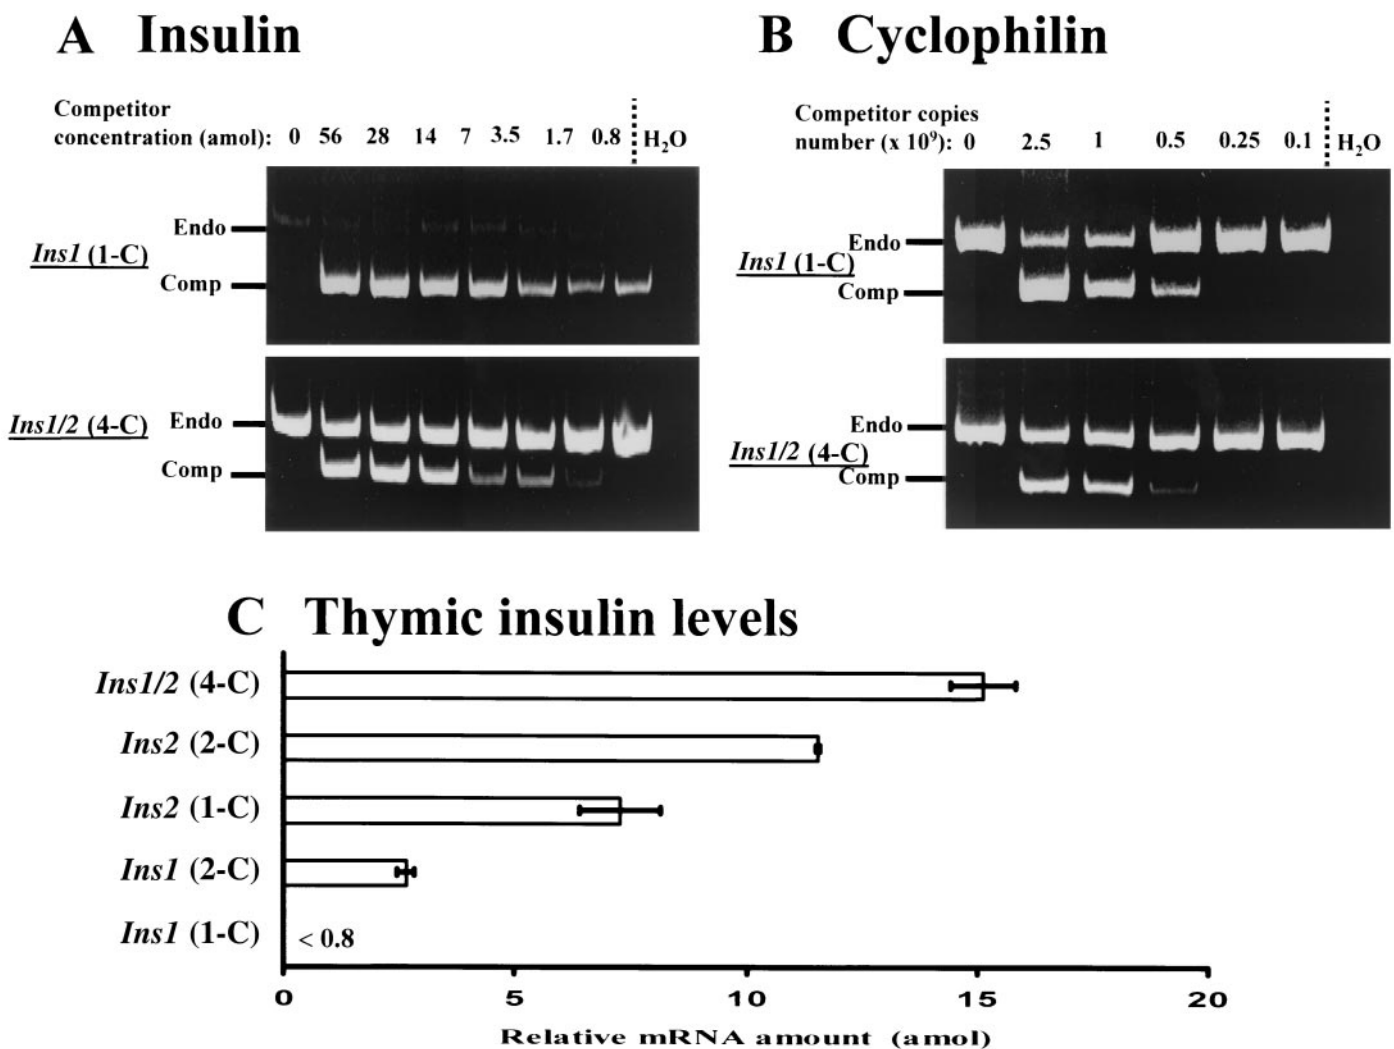 A Insulin
Competitor
concentration (amol): 0 56 28 14 7 3.5 1.7 0.8 H₂O
Endo
Ins1 (1-C)
Comp
Endo
Ins1/2 (4-C)
Comp
B Cyclophilin
Competitor copies
number (x 10⁹): 0 2.5 1 0.5 0.25 0.1 H₂O
Endo
Ins1 (1-C)
Comp
Endo
Ins1/2 (4-C)
Comp
C Thymic insulin levels
Ins1/2 (4-C)
Ins2 (2-C)
Ins2 (1-C)
Ins1 (2-C)
Ins1 (1-C) < 0.8
0 5 10 15 20
Relative mRNA amount (amol)